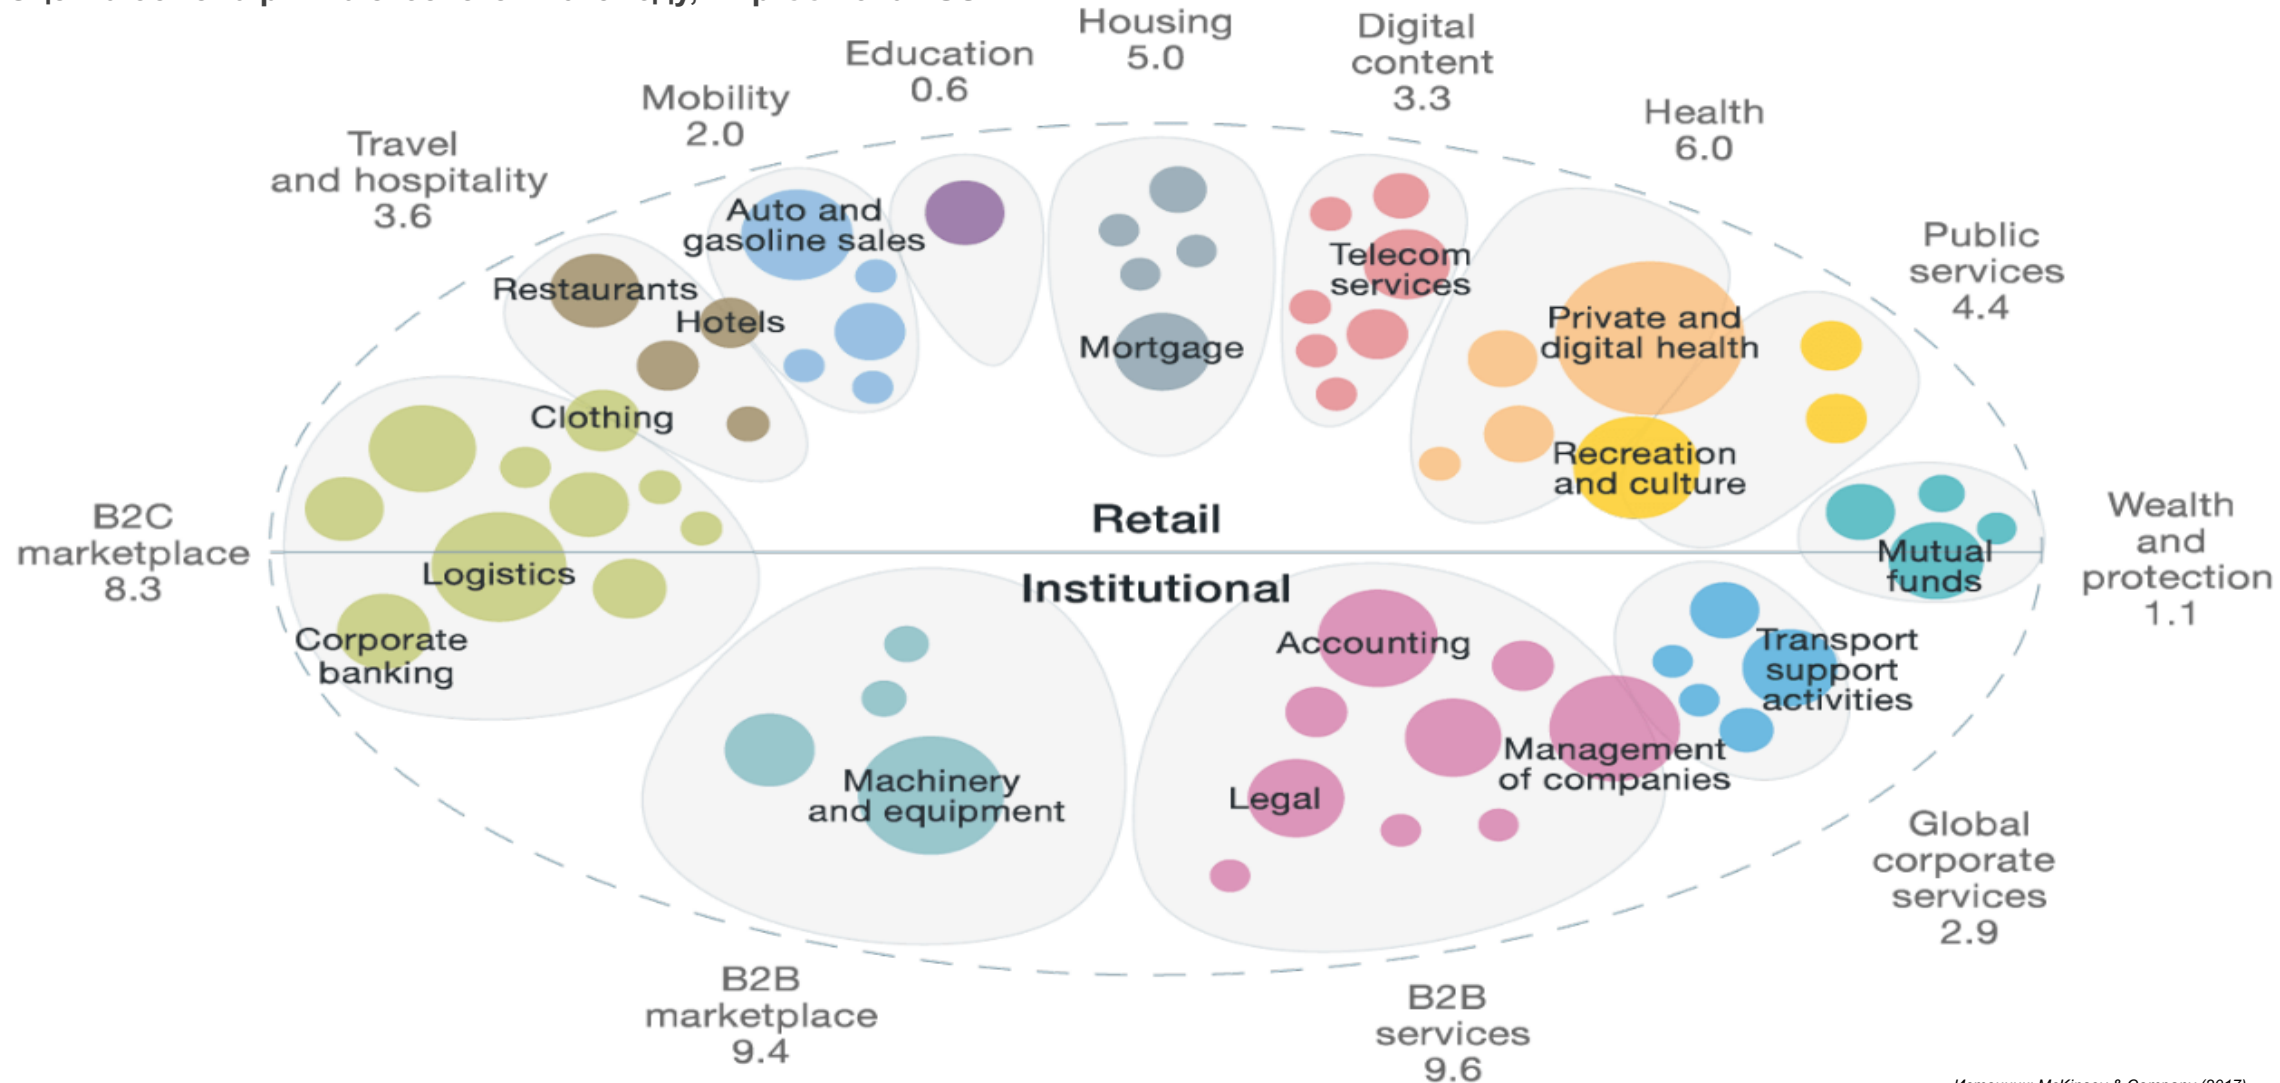 Housing
5.0
Digital
content
3.3
Education
0.6
Mobility
2.0
Health
6.0
Travel
and hospitality
3.6
Public
services
4.4
Auto and
gasoline sales
Telecom
services
Restaurants
Hotels
Private and
digital health
Mortgage
Clothing
Recreation
and culture
B2C
marketplace
8.3
Retail
Wealth
and
protection
1.1
Mutual
funds
Logistics
Institutional
Corporate
banking
Accounting
Transport
support
activities
Management
of companies
Machinery
and equipment
Legal
Global
corporate
services
2.9
B2B
marketplace
9.4
B2B
services
9.6
McKinsey & Company (2017)